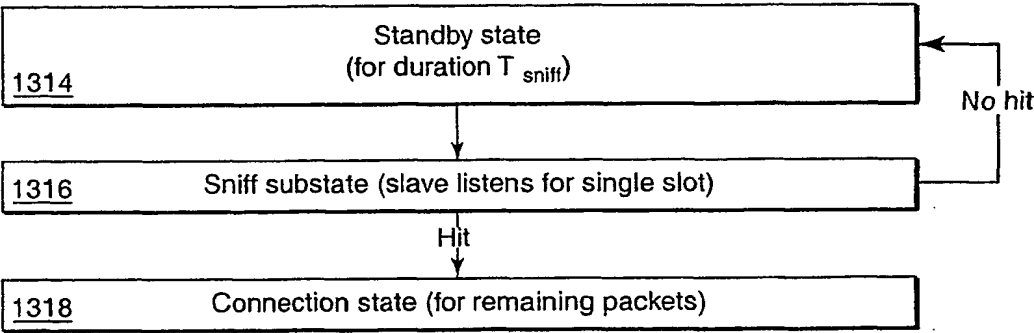 Standby state
(for duration T sniff)
1314
No hit
1316
Sniff substate (slave listens for single slot)
Hit
1318
Connection state (for remaining packets)